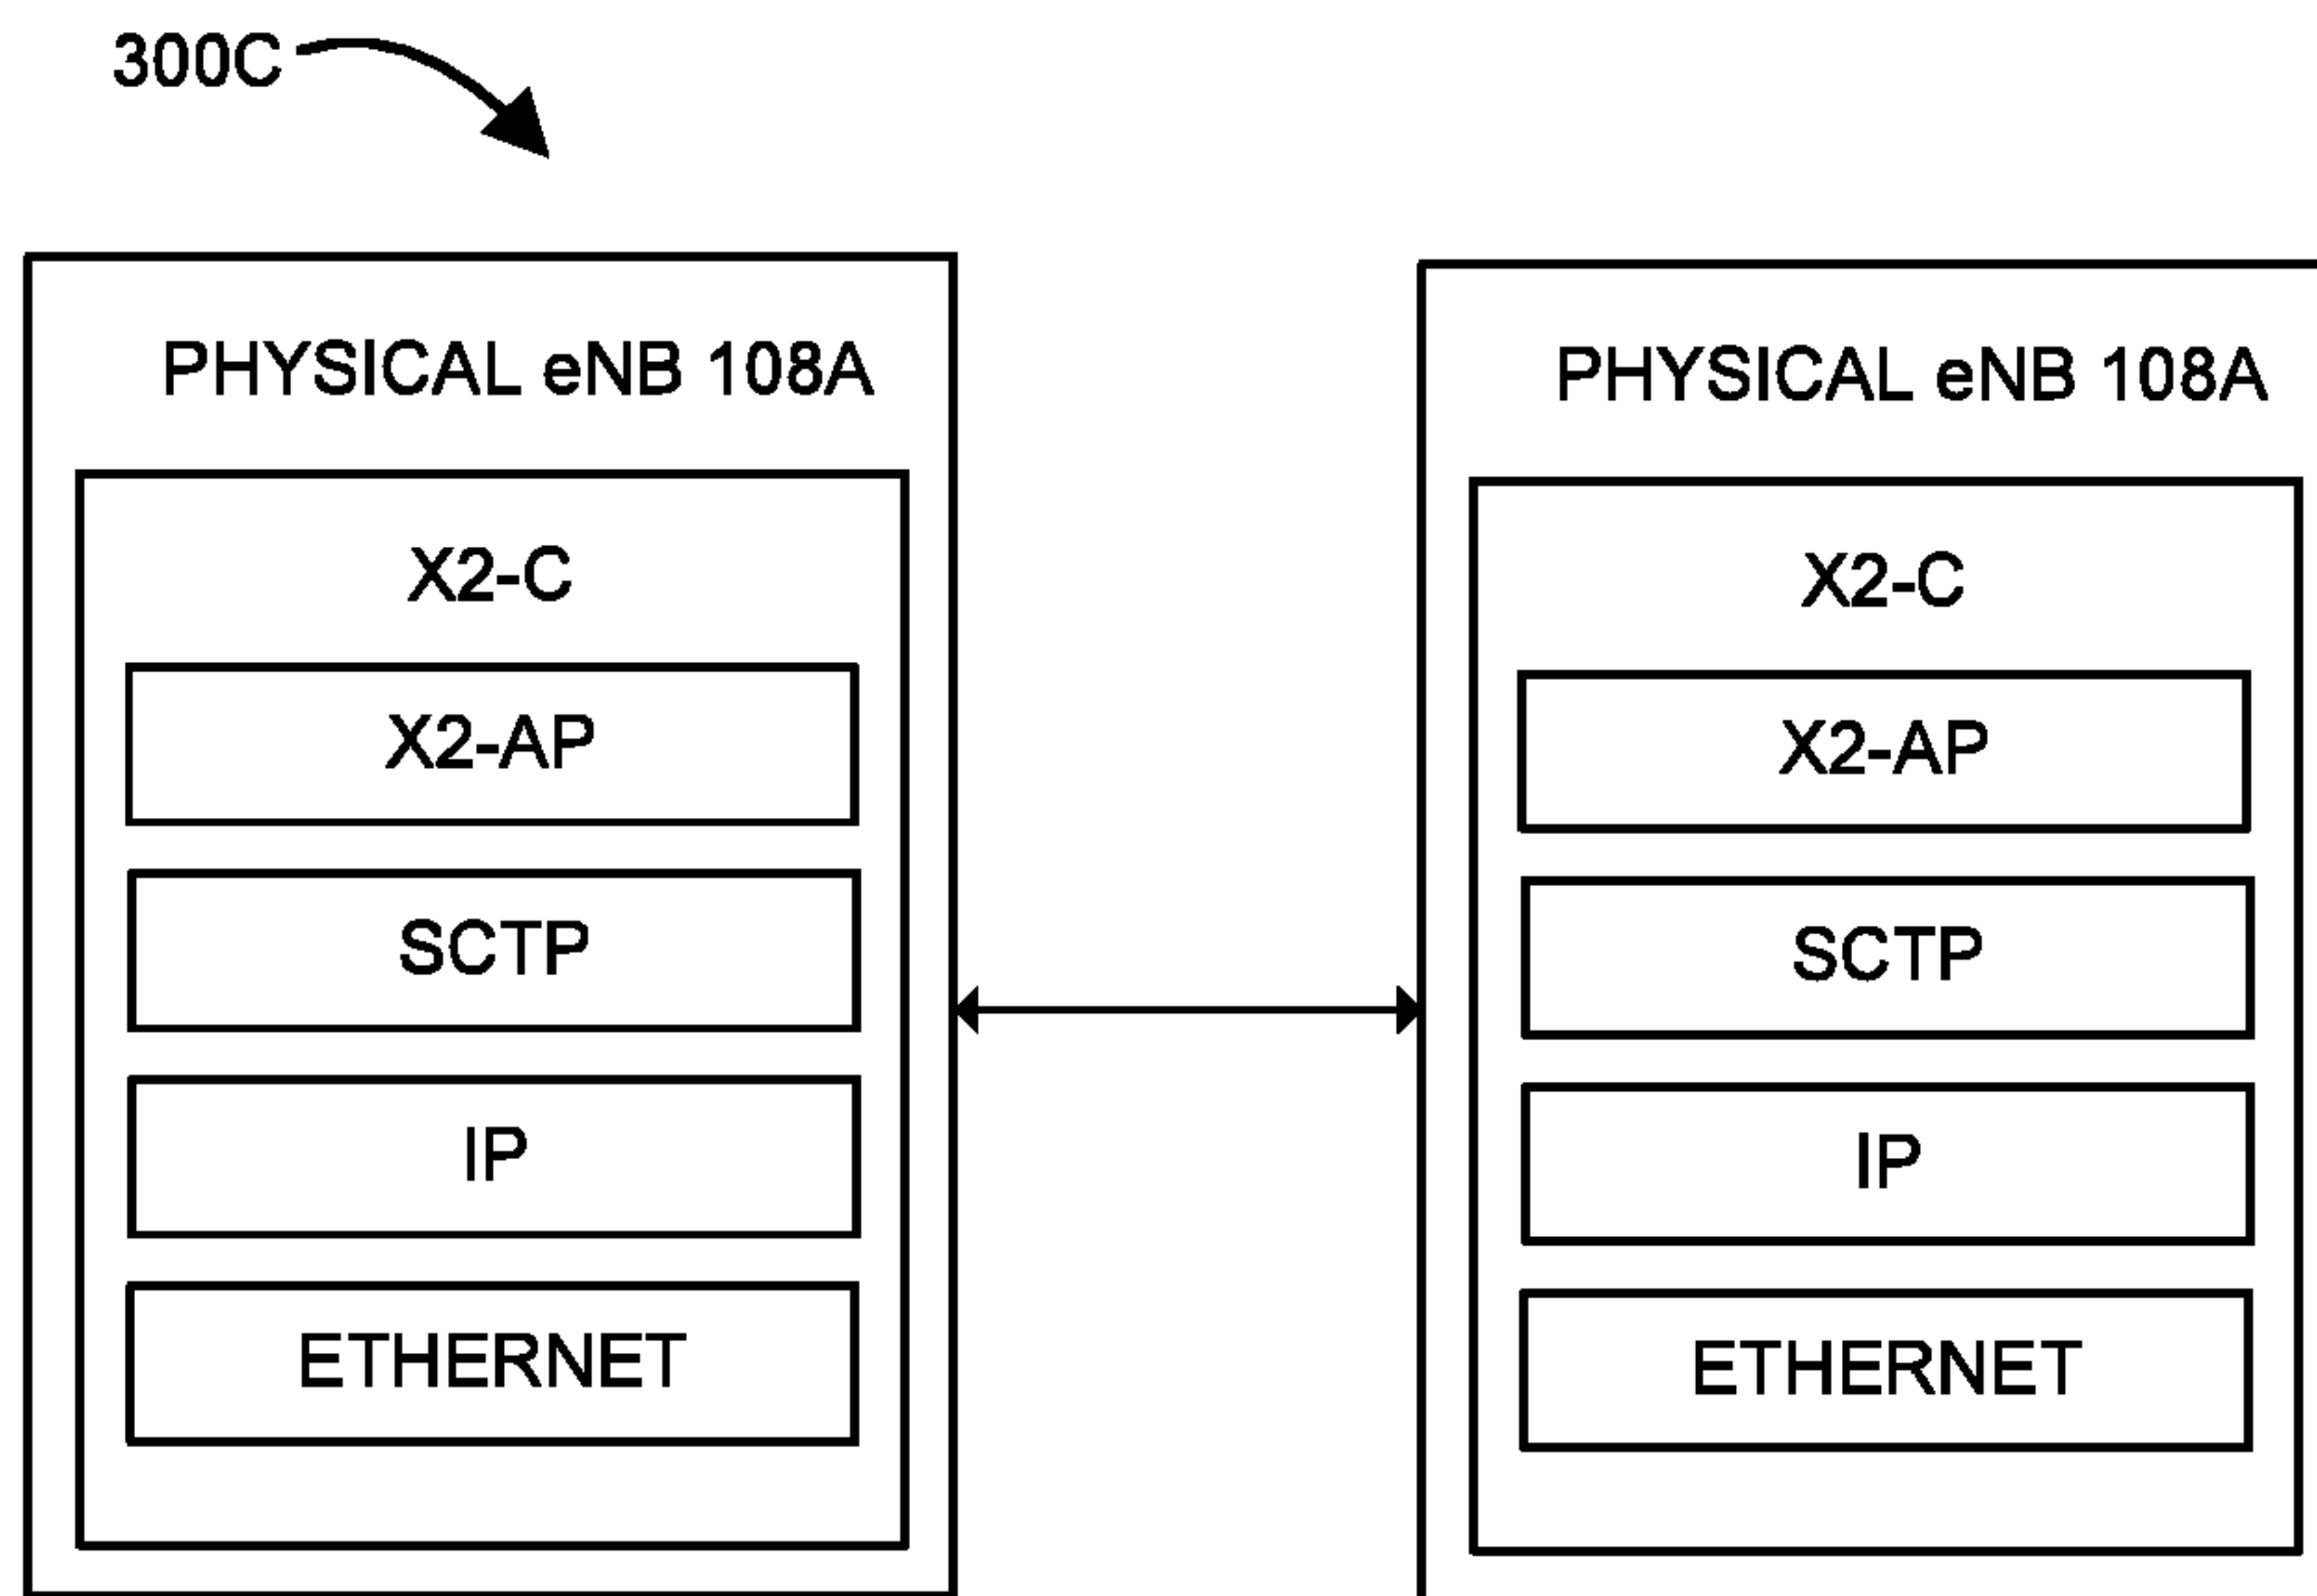 300C
PHYSICAL eNB 108A
X2-C
X2-AP
SCTP
IP
ETHERNET
PHYSICAL eNB 108A
X2-C
X2-AP
SCTP
IP
ETHERNET